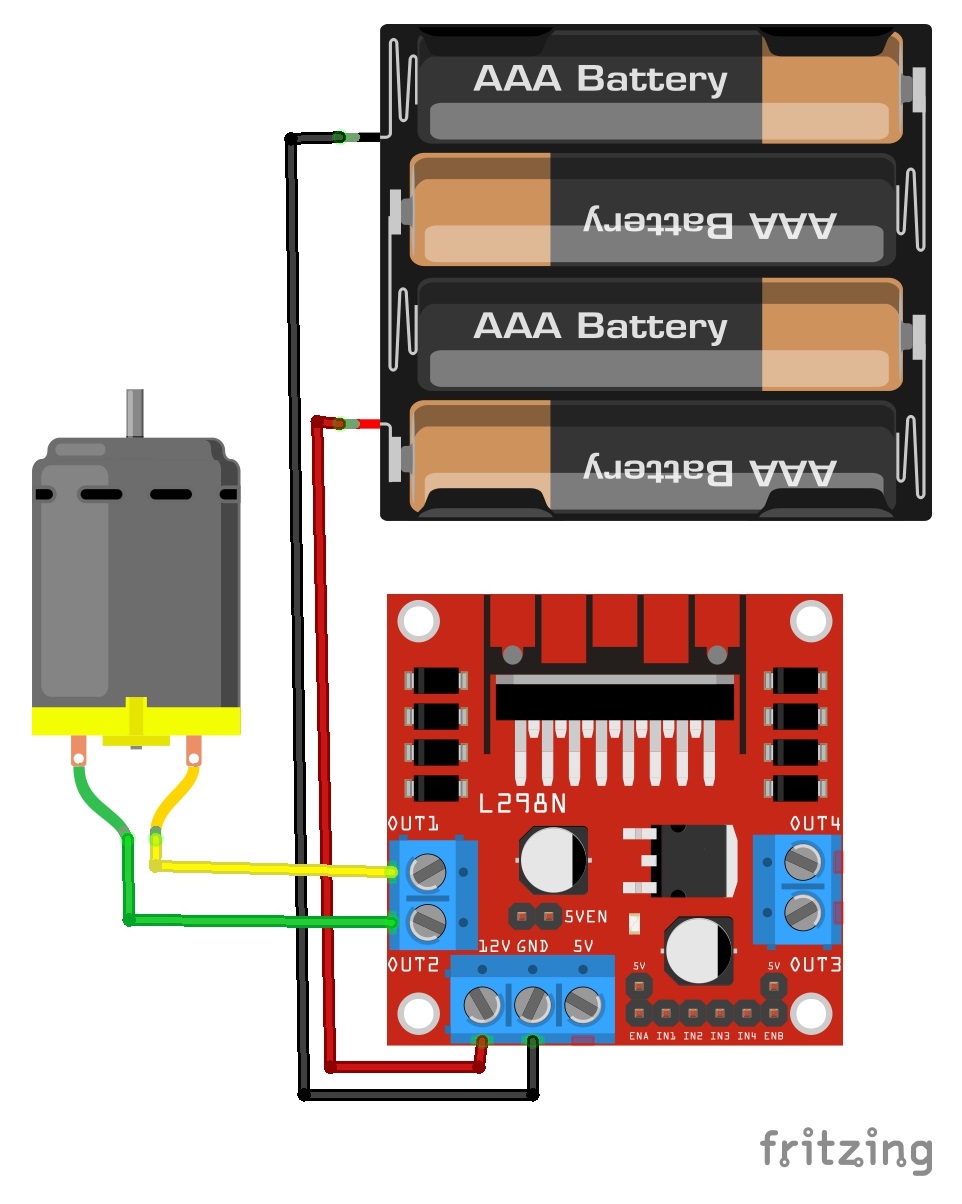 AAA Battery
AAA Battery
AAA Battery
AAA Battery
L298N
OUT1
OUT4
5VEN
12V GND 5V
OUT2
5V
5V
OUT3
ENA IN1 IN2 IN3 IN4 ENB
fritzing